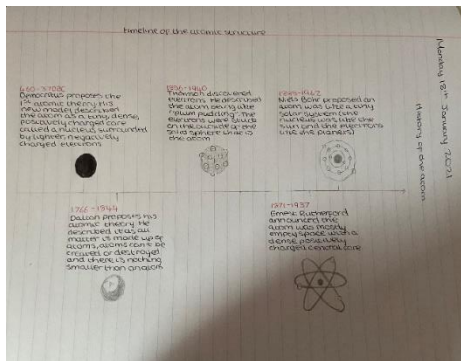 timeline of the atomic structure
Monday 18th January 2021
History of the atom
460-370BC
Democritus proposes the
1st atomic theory. His
new model described
the atom as a tiny, dense,
positively charged core
called a nucleus, surrounded
by lighter, negatively
charged electrons
1856-1940
Thomson discovered
electrons. He described
the atom being like
"plum pudding". The
electrons were
on the outside of the
solid sphere like
the atom
1885-1962
Niels Bohr proposed an
atom was like a tiny
solar system (the
nucleus was like the
sun and the electrons
like the planets)
1766-1844
Dalton proposes his
atomic theory. He
described it as all
matter is made up of
atoms, atoms can't be
created or destroyed
and there is nothing
smaller than an atom
1871-1937
Ernest Rutherford
announced the
atom was mostly
empty space with a
dense positively
charged central core